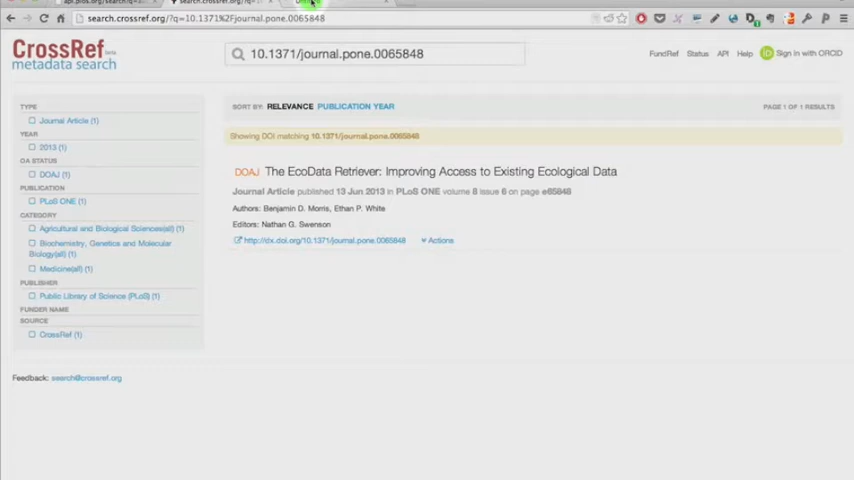 search.crossref.org/?q=10.1371%2Fjournal.pone.0065848
CrossRef beta
metadata search
10.1371/journal.pone.0065848
FundRef Status API Help iD Sign in with ORCID
TYPE
Journal Article (1)
YEAR
2013 (1)
OA STATUS
DOAJ (1)
PUBLICATION
PLoS ONE (1)
CATEGORY
Agricultural and Biological Sciences(all) (1)
Biochemistry, Genetics and Molecular
Biology(all) (1)
Medicine(all) (1)
PUBLISHER
Public Library of Science (PLoS) (1)
FUNDER NAME
SOURCE
CrossRef (1)
SORT BY: RELEVANCE PUBLICATION YEAR
PAGE 1 OF 1 RESULTS
Showing DOI matching 10.1371/journal.pone.0065848
DOAJ The EcoData Retriever: Improving Access to Existing Ecological Data
Journal Article published 13 Jun 2013 in PLoS ONE volume 8 issue 6 on page e65848
Authors: Benjamin D. Morris, Ethan P. White
Editors: Nathan G. Swenson
http://dx.doi.org/10.1371/journal.pone.0065848 Actions
Feedback: search@crossref.org